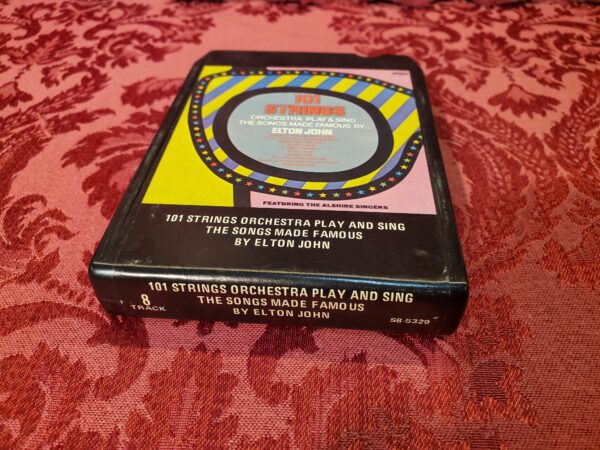 101
STRINGS
ORCHESTRA PLAY & SING
THE SONGS MADE FAMOUS BY...
ELTON JOHN
FEATURING THE ALSHIRE SINGERS
101 STRINGS ORCHESTRA PLAY AND SING
THE SONGS MADE FAMOUS
BY ELTON JOHN
101 STRINGS ORCHESTRA PLAY AND SING
8 THE SONGS MADE FAMOUS
TRACK BY ELTON JOHN S8-5329